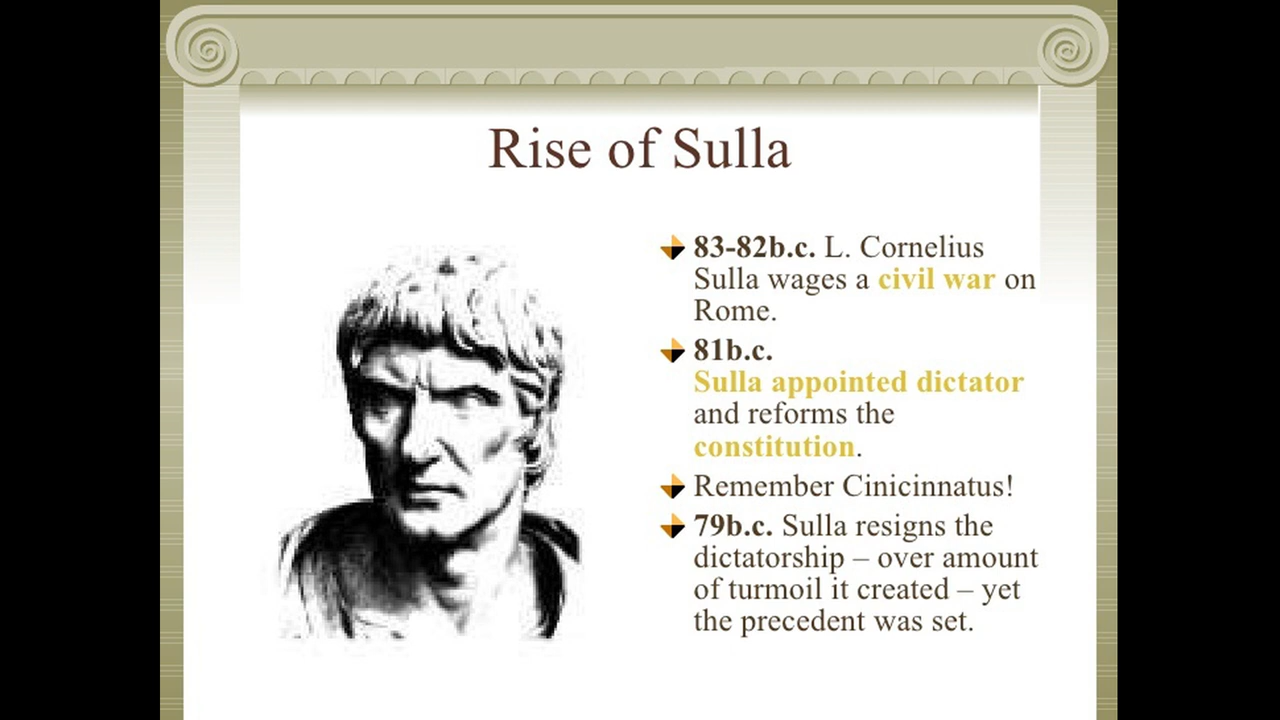 Rise of Sulla
83-82b.c. L. Cornelius
Sulla wages a civil war on
Rome.
81b.c.
Sulla appointed dictator
and reforms the
constitution.
Remember Cinicinnatus!
79b.c. Sulla resigns the
dictatorship – over amount
of turmoil it created – yet
the precedent was set.